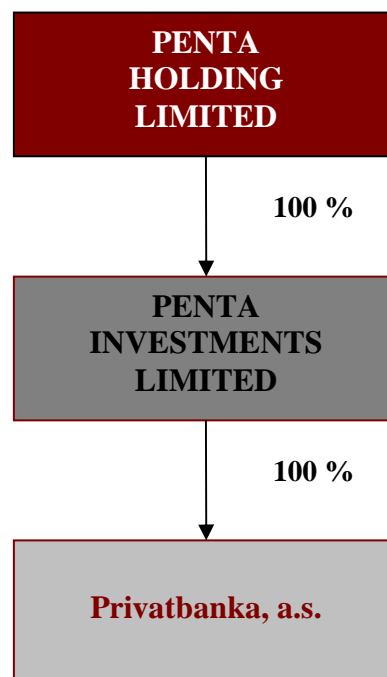 PENTA
HOLDING
LIMITED
100 %
PENTA
INVESTMENTS
LIMITED
100 %
Privatbanka, a.s.